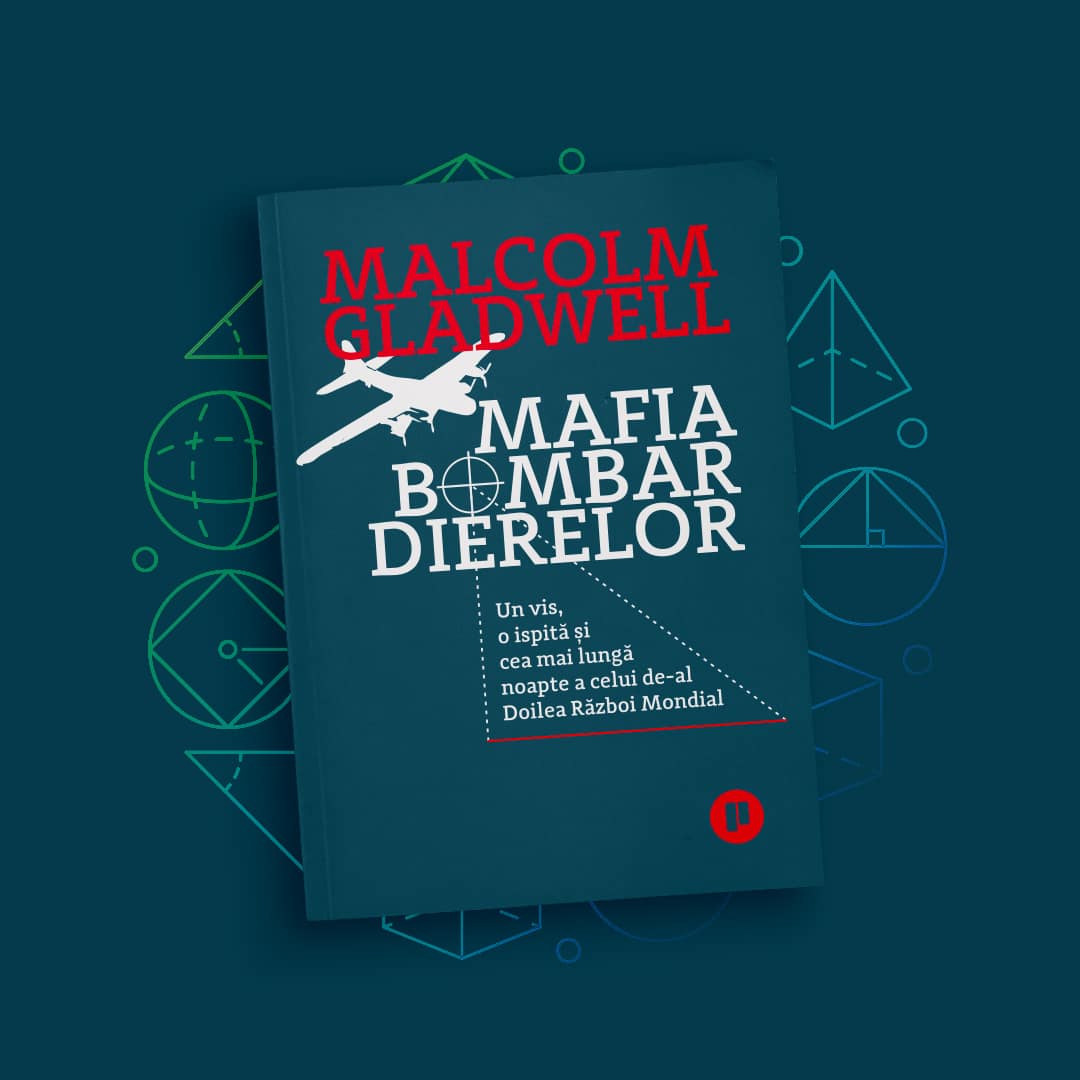 MALCOLM
GLADWELL
MAFIA
BOMBAR
DIERELOR
Un vis,
o ispită și
cea mai lungă
noapte a celui de-al
Doilea Război Mondial